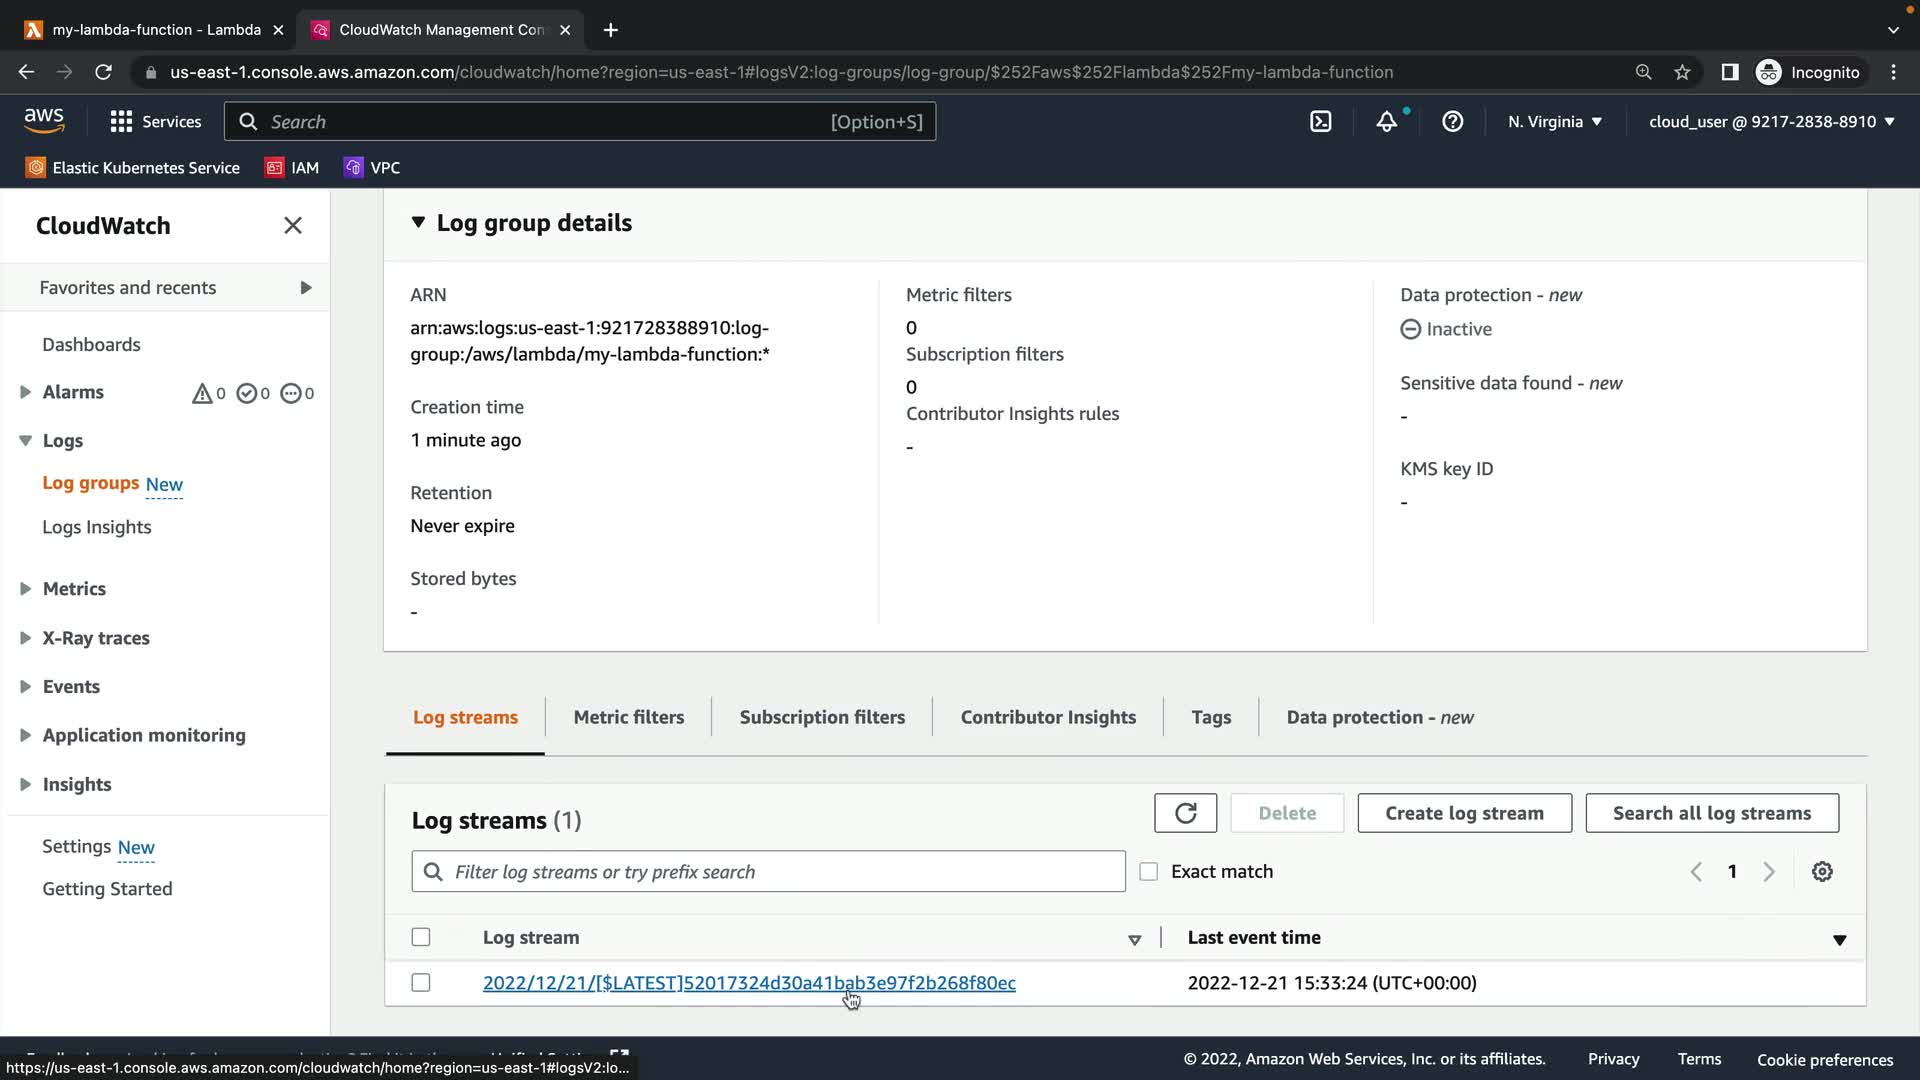 my-lambda-function - Lambda
CloudWatch Management Con
us-east-1.console.aws.amazon.com/cloudwatch/home?region=us-east-1#logsV2:log-groups/log-group/$252Faws$252Flambda$252Fmy-lambda-function
Incognito
aws
Services
Search
[Option+S]
N. Virginia
cloud_user @ 9217-2838-8910
Elastic Kubernetes Service
IAM
VPC
CloudWatch
Favorites and recents
Dashboards
Alarms
0
0
0
Logs
Log groups New
Logs Insights
Metrics
X-Ray traces
Events
Application monitoring
Insights
Settings New
Getting Started
Log group details
ARN
arn:aws:logs:us-east-1:921728388910:log-
group:/aws/lambda/my-lambda-function:*
Creation time
1 minute ago
Retention
Never expire
Stored bytes
-
Metric filters
0
Subscription filters
0
Contributor Insights rules
-
Data protection - new
Inactive
Sensitive data found - new
-
KMS key ID
-
Log streams
Metric filters
Subscription filters
Contributor Insights
Tags
Data protection - new
Log streams (1)
Delete
Create log stream
Search all log streams
Filter log streams or try prefix search
Exact match
1
Log stream
Last event time
2022/12/21/[$LATEST]52017324d30a41bab3e97f2b268f80ec
2022-12-21 15:33:24 (UTC+00:00)
© 2022, Amazon Web Services, Inc. or its affiliates.
Privacy
Terms
Cookie preferences
https://us-east-1.console.aws.amazon.com/cloudwatch/home?region=us-east-1#logsV2:lo...